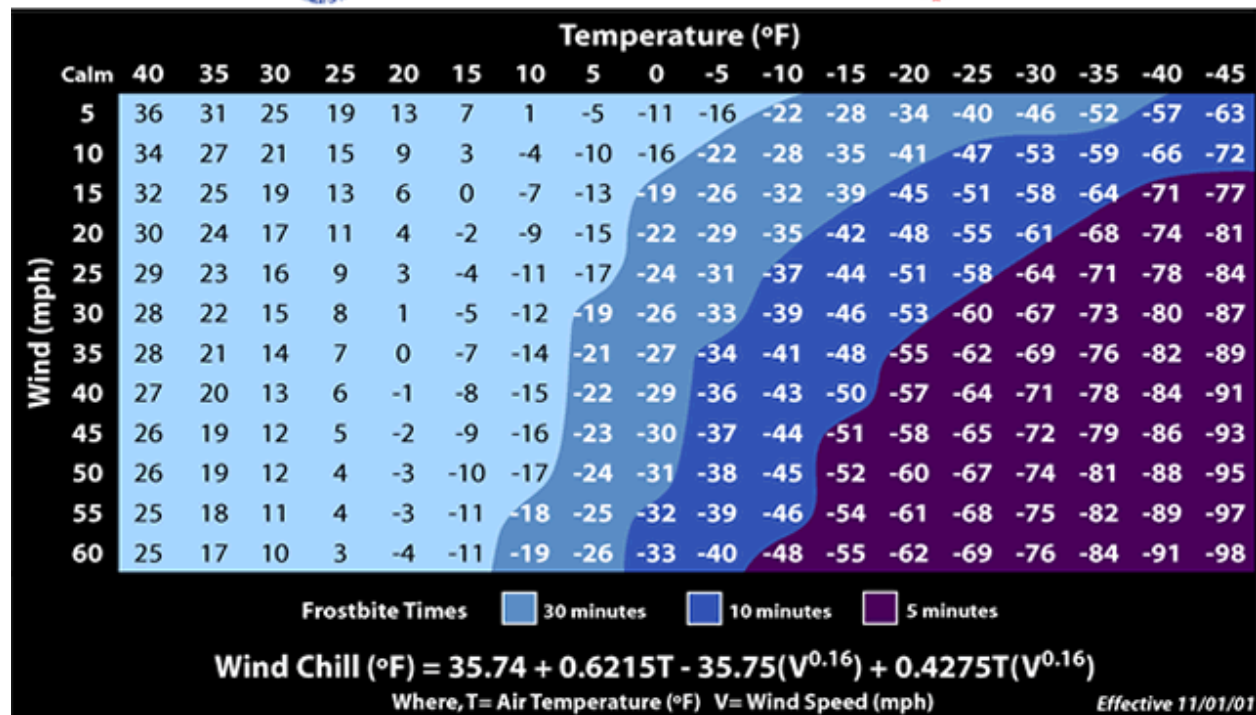 Temperature (ºF)
Calm 40 35 30 25 20 15 10 5 0 -5 -10 -15 -20 -25 -30 -35 -40 -45
5 36 31 25 19 13 7 1 -5 -11 -16 -22 -28 -34 -40 -46 -52 -57 -63
10 34 27 21 15 9 3 -4 -10 -16 -22 -28 -35 -41 -47 -53 -59 -66 -72
15 32 25 19 13 6 0 -7 -13 -19 -26 -32 -39 -45 -51 -58 -64 -71 -77
20 30 24 17 11 4 -2 -9 -15 -22 -29 -35 -42 -48 -55 -61 -68 -74 -81
25 29 23 16 9 3 -4 -11 -17 -24 -31 -37 -44 -51 -58 -64 -71 -78 -84
30 28 22 15 8 1 -5 -12 -19 -26 -33 -39 -46 -53 -60 -67 -73 -80 -87
35 28 21 14 7 0 -7 -14 -21 -27 -34 -41 -48 -55 -62 -69 -76 -82 -89
40 27 20 13 6 -1 -8 -15 -22 -29 -36 -43 -50 -57 -64 -71 -78 -84 -91
45 26 19 12 5 -2 -9 -16 -23 -30 -37 -44 -51 -58 -65 -72 -79 -86 -93
50 26 19 12 4 -3 -10 -17 -24 -31 -38 -45 -52 -60 -67 -74 -81 -88 -95
55 25 18 11 4 -3 -11 -18 -25 -32 -39 -46 -54 -61 -68 -75 -82 -89 -97
60 25 17 10 3 -4 -11 -19 -26 -33 -40 -48 -55 -62 -69 -76 -84 -91 -98
Wind (mph)
Frostbite Times 30 minutes 10 minutes 5 minutes
Wind Chill (ºF) = 35.74 + 0.6215T - 35.75(V^0.16) + 0.4275T(V^0.16)
Where, T= Air Temperature (ºF) V= Wind Speed (mph) Effective 11/01/01